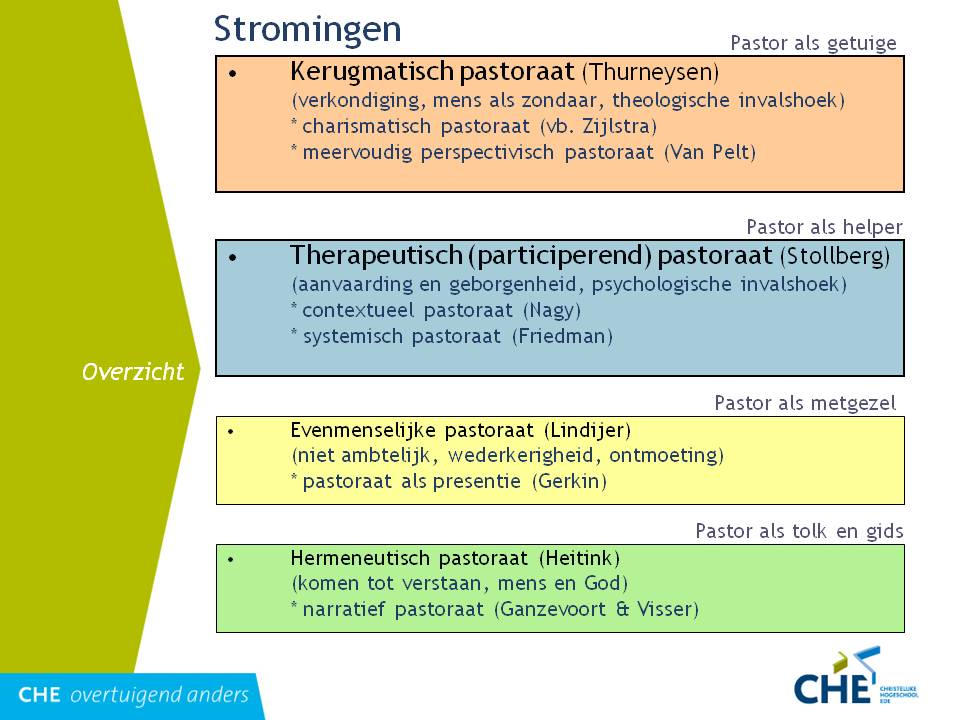 Stromingen
Pastor als getuige
• Kerugmatisch pastoraat (Thurneysen)
(verkondiging, mens als zondaar, theologische invalshoek)
* charismatisch pastoraat (vb. Zijlstra)
* meervoudig perspectivisch pastoraat (Van Pelt)
Pastor als helper
• Therapeutisch (participerend) pastoraat (Stollberg)
(aanvaarding en geborgenheid, psychologische invalshoek)
* contextueel pastoraat (Nagy)
* systemisch pastoraat (Friedman)
Overzicht
Pastor als metgezel
• Evenmenselijke pastoraat (Lindijer)
(niet ambtelijk, wederkerigheid, ontmoeting)
* pastoraat als presentie (Gerkin)
Pastor als tolk en gids
• Hermeneutisch pastoraat (Heitink)
(komen tot verstaan, mens en God)
* narratief pastoraat (Ganzevoort & Visser)
CHE overtuigend anders
CHE
CHRISTELIJKE
HOGESCHOOL
EDE